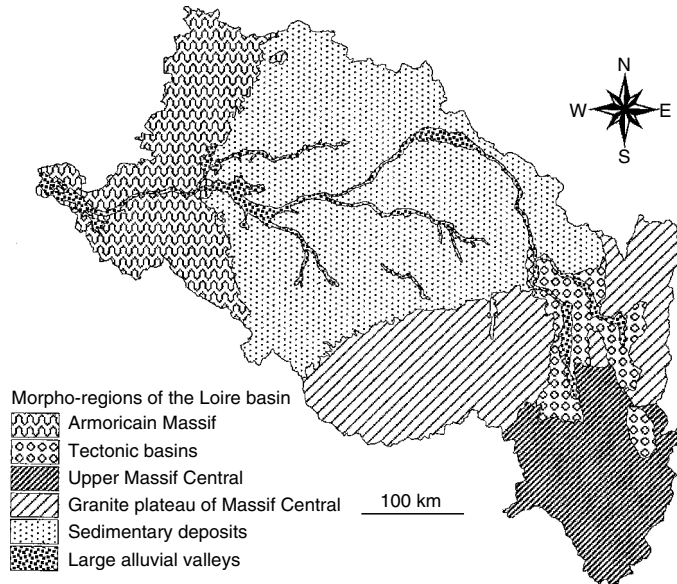 N
W E
S
Morpho-regions of the Loire basin
Armoricain Massif
Tectonic basins
Upper Massif Central
Granite plateau of Massif Central
100 km
Sedimentary deposits
Large alluvial valleys